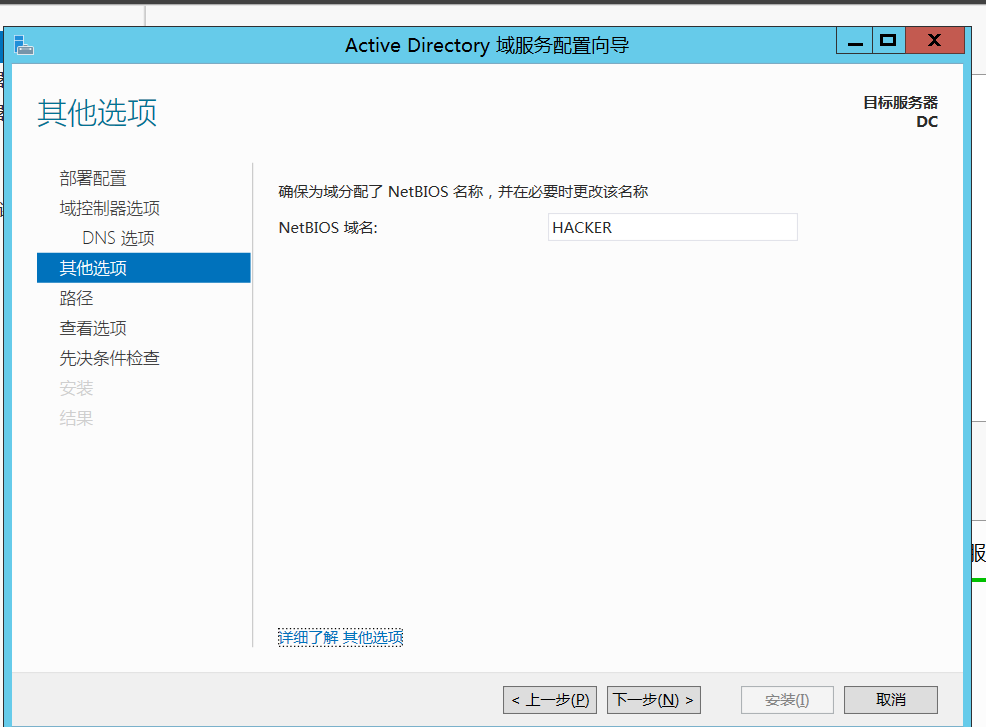 Active Directory 域服务配置向导
其他选项
目标服务器
DC
部署配置
域控制器选项
DNS 选项
其他选项
路径
查看选项
先决条件检查
安装
结果
确保为域分配了 NetBIOS 名称，并在必要时更改该名称
NetBIOS 域名:
HACKER
详细了解 其他选项
服
< 上一步(P)
下一步(N) >
安装(I)
取消